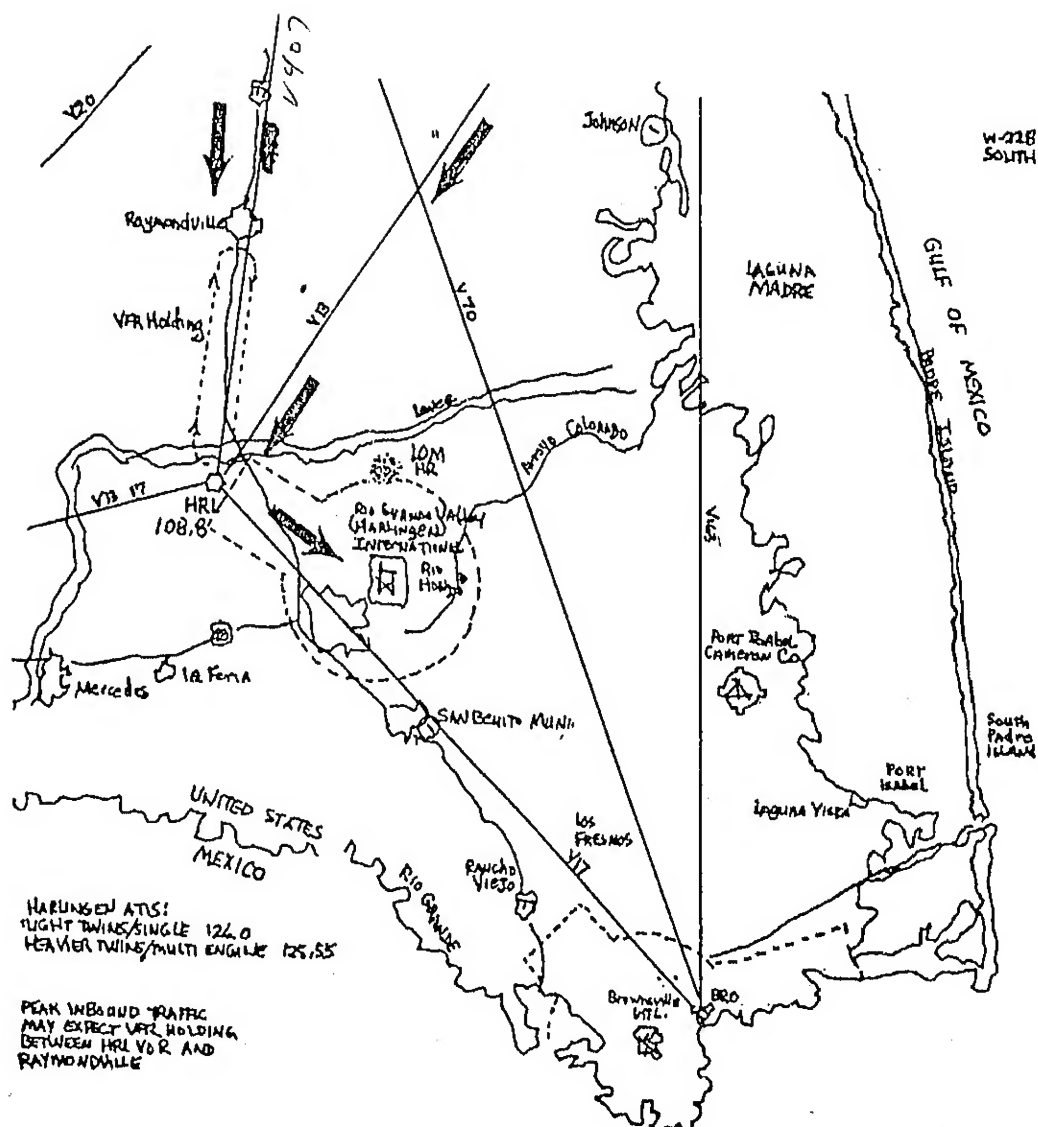 V407
V20
Johnson
W-228
SOUTH
Raymondville
V70
LAGUNA
MADRE
GULF OF MEXICO
VFR Holding
V13
PADRE ISLAND
LOWER
ARROYO COLORADO
LOM
HR
V13 17
HRL
108.8
RIO GRANDE VALLEY
(HARLINGEN)
INTERNATIONAL
RIO
HONDO
V163
PORT ISABEL
CAMERON CO
Mercedes
la Feria
SAN BENITO MUNI.
SOUTH
PADRE
ISLAND
PORT
ISABEL
LAGUNA VISTA
UNITED STATES
MEXICO
LOS
FRESNOS
V17
RANCHO
VIEJO
RIO GRANDE
HARLINGEN ATIS:
LIGHT TWINS/SINGLE 124.0
HEAVIER TWINS/MULTI ENGINE 125.55
BRO
Brownsville
INTL.
PEAK INBOUND TRAFFIC
MAY EXPECT VFR HOLDING
BETWEEN HRL VOR AND
RAYMONDVILLE